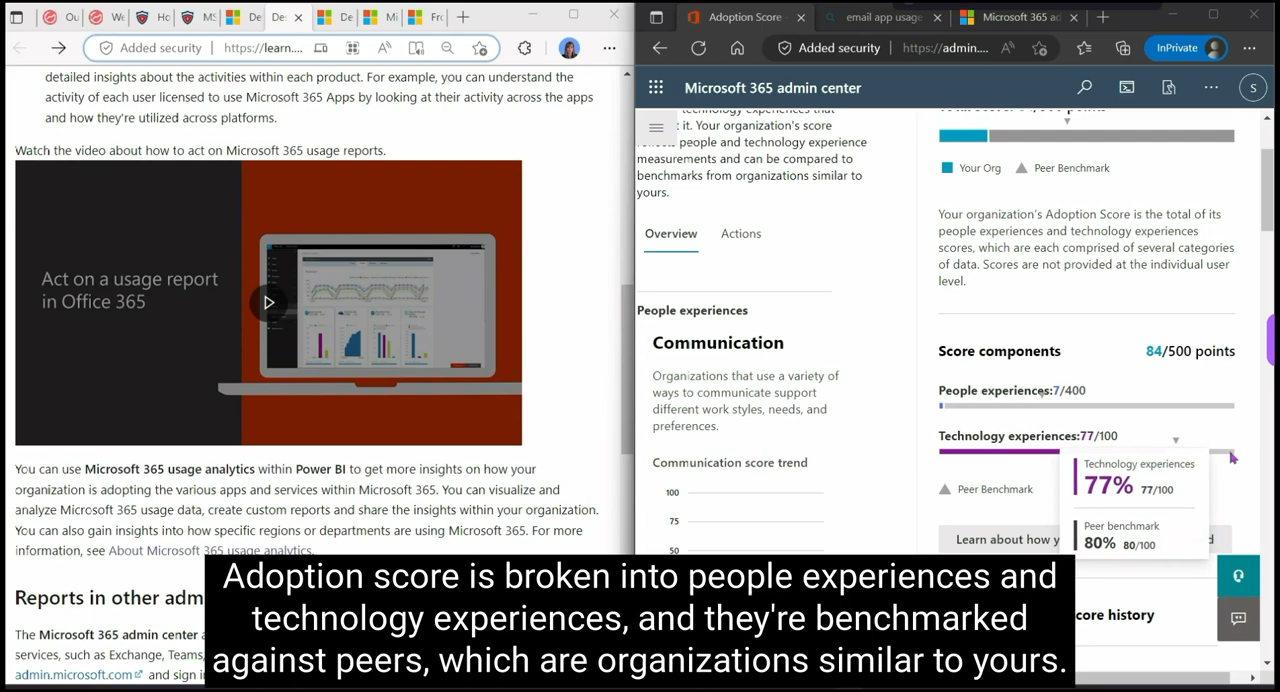 Ou
We
Ho
MS
De
De
De
Mi
Fr
Added security
https://learn....
detailed insights about the activities within each product. For example, you can understand the
activity of each user licensed to use Microsoft 365 Apps by looking at their activity across the apps
and how they're utilized across platforms.
Watch the video about how to act on Microsoft 365 usage reports.
Act on a usage report
in Office 365
You can use Microsoft 365 usage analytics within Power BI to get more insights on how your
organization is adopting the various apps and services within Microsoft 365. You can visualize and
analyze Microsoft 365 usage data, create custom reports and share the insights within your organization.
You can also gain insights into how specific regions or departments are using Microsoft 365. For more
information, see About Microsoft 365 usage analytics.
Reports in other adm
The Microsoft 365 admin center
services, such as Exchange, Teams,
admin.microsoft.com and sign i
Adoption Score
email app usage
Microsoft 365 ad
Added security
https://admin....
InPrivate
Microsoft 365 admin center
S
technology experiences that
it. Your organization's score
people and technology experience
measurements and can be compared to
benchmarks from organizations similar to
yours.
Overview
Actions
People experiences
Communication
Organizations that use a variety of
ways to communicate support
different work styles, needs, and
preferences.
Communication score trend
100
75
50
points
Your Org
Peer Benchmark
Your organization's Adoption Score is the total of its
people experiences and technology experiences
scores, which are each comprised of several categories
of data. Scores are not provided at the individual user
level.
Score components
84/500 points
People experiences:7/400
Technology experiences:77/100
Peer Benchmark
Technology experiences
77% 77/100
Peer benchmark
80% 80/100
Learn about how y
d
core history
Adoption score is broken into people experiences and
technology experiences, and they're benchmarked
against peers, which are organizations similar to yours.